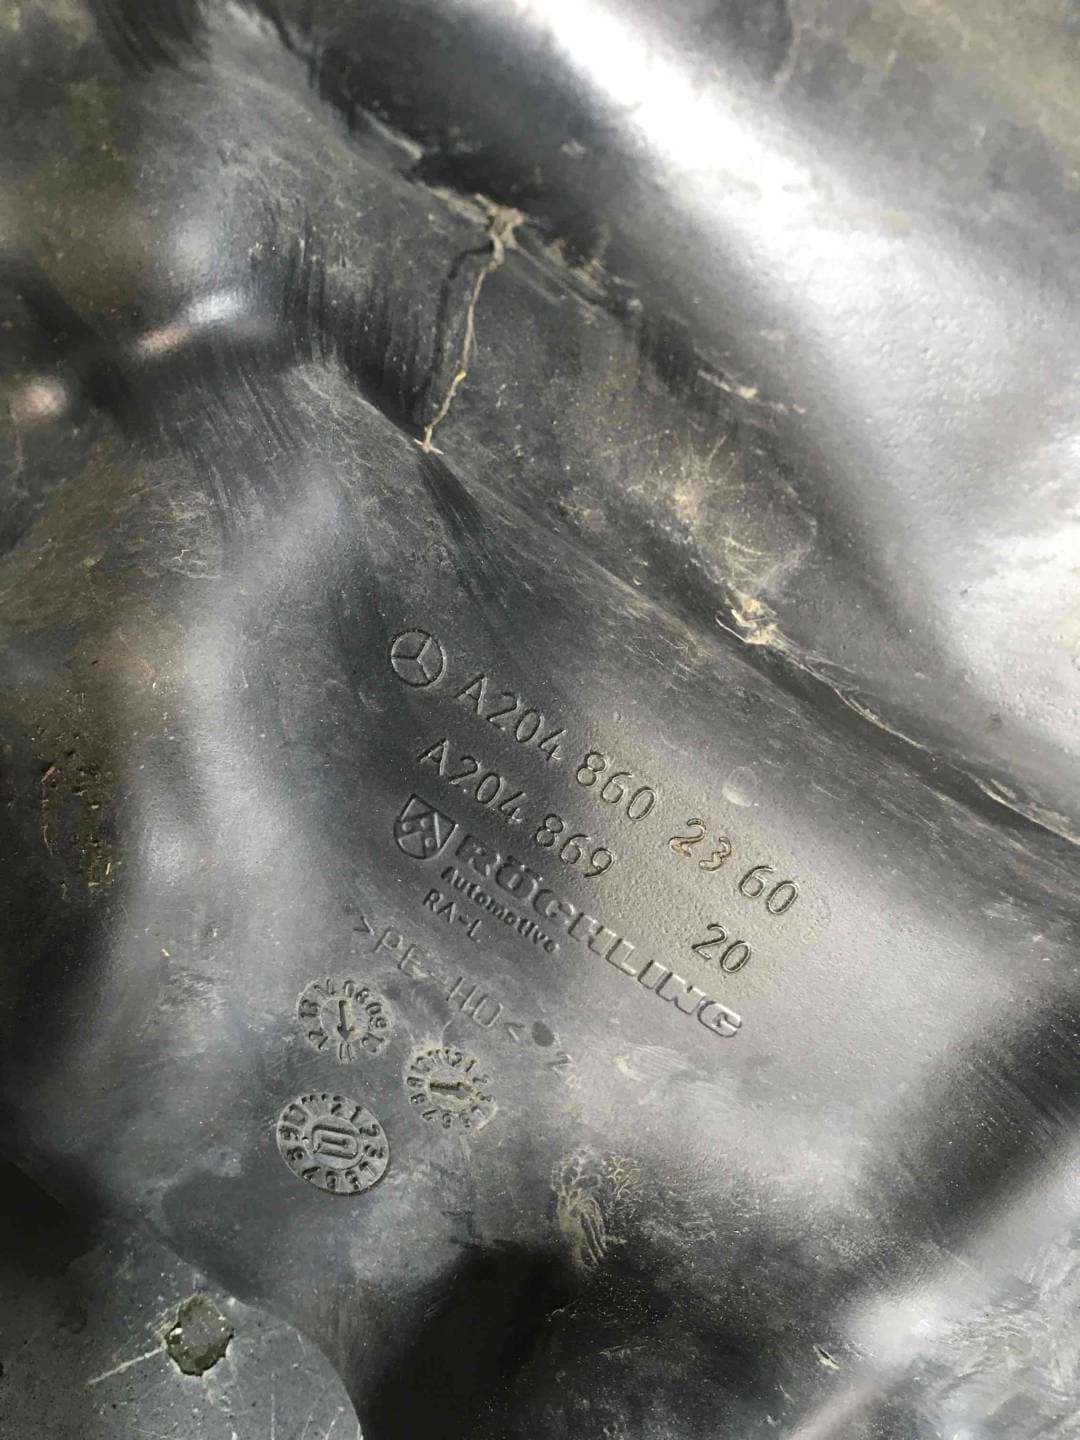 A204 860 23 60
A204 869 20
RÖCHLING
Automotive
RA-L
>PE-HD<